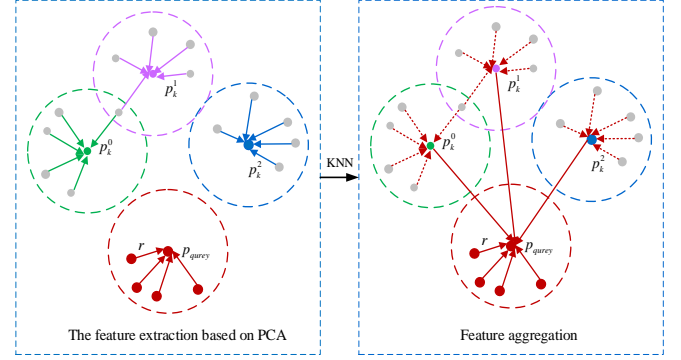 p_k^1
p_k^0
p_k^2
r
p_qurey
The feature extraction based on PCA
KNN
p_k^1
p_k^0
p_k^2
r
p_qurey
Feature aggregation